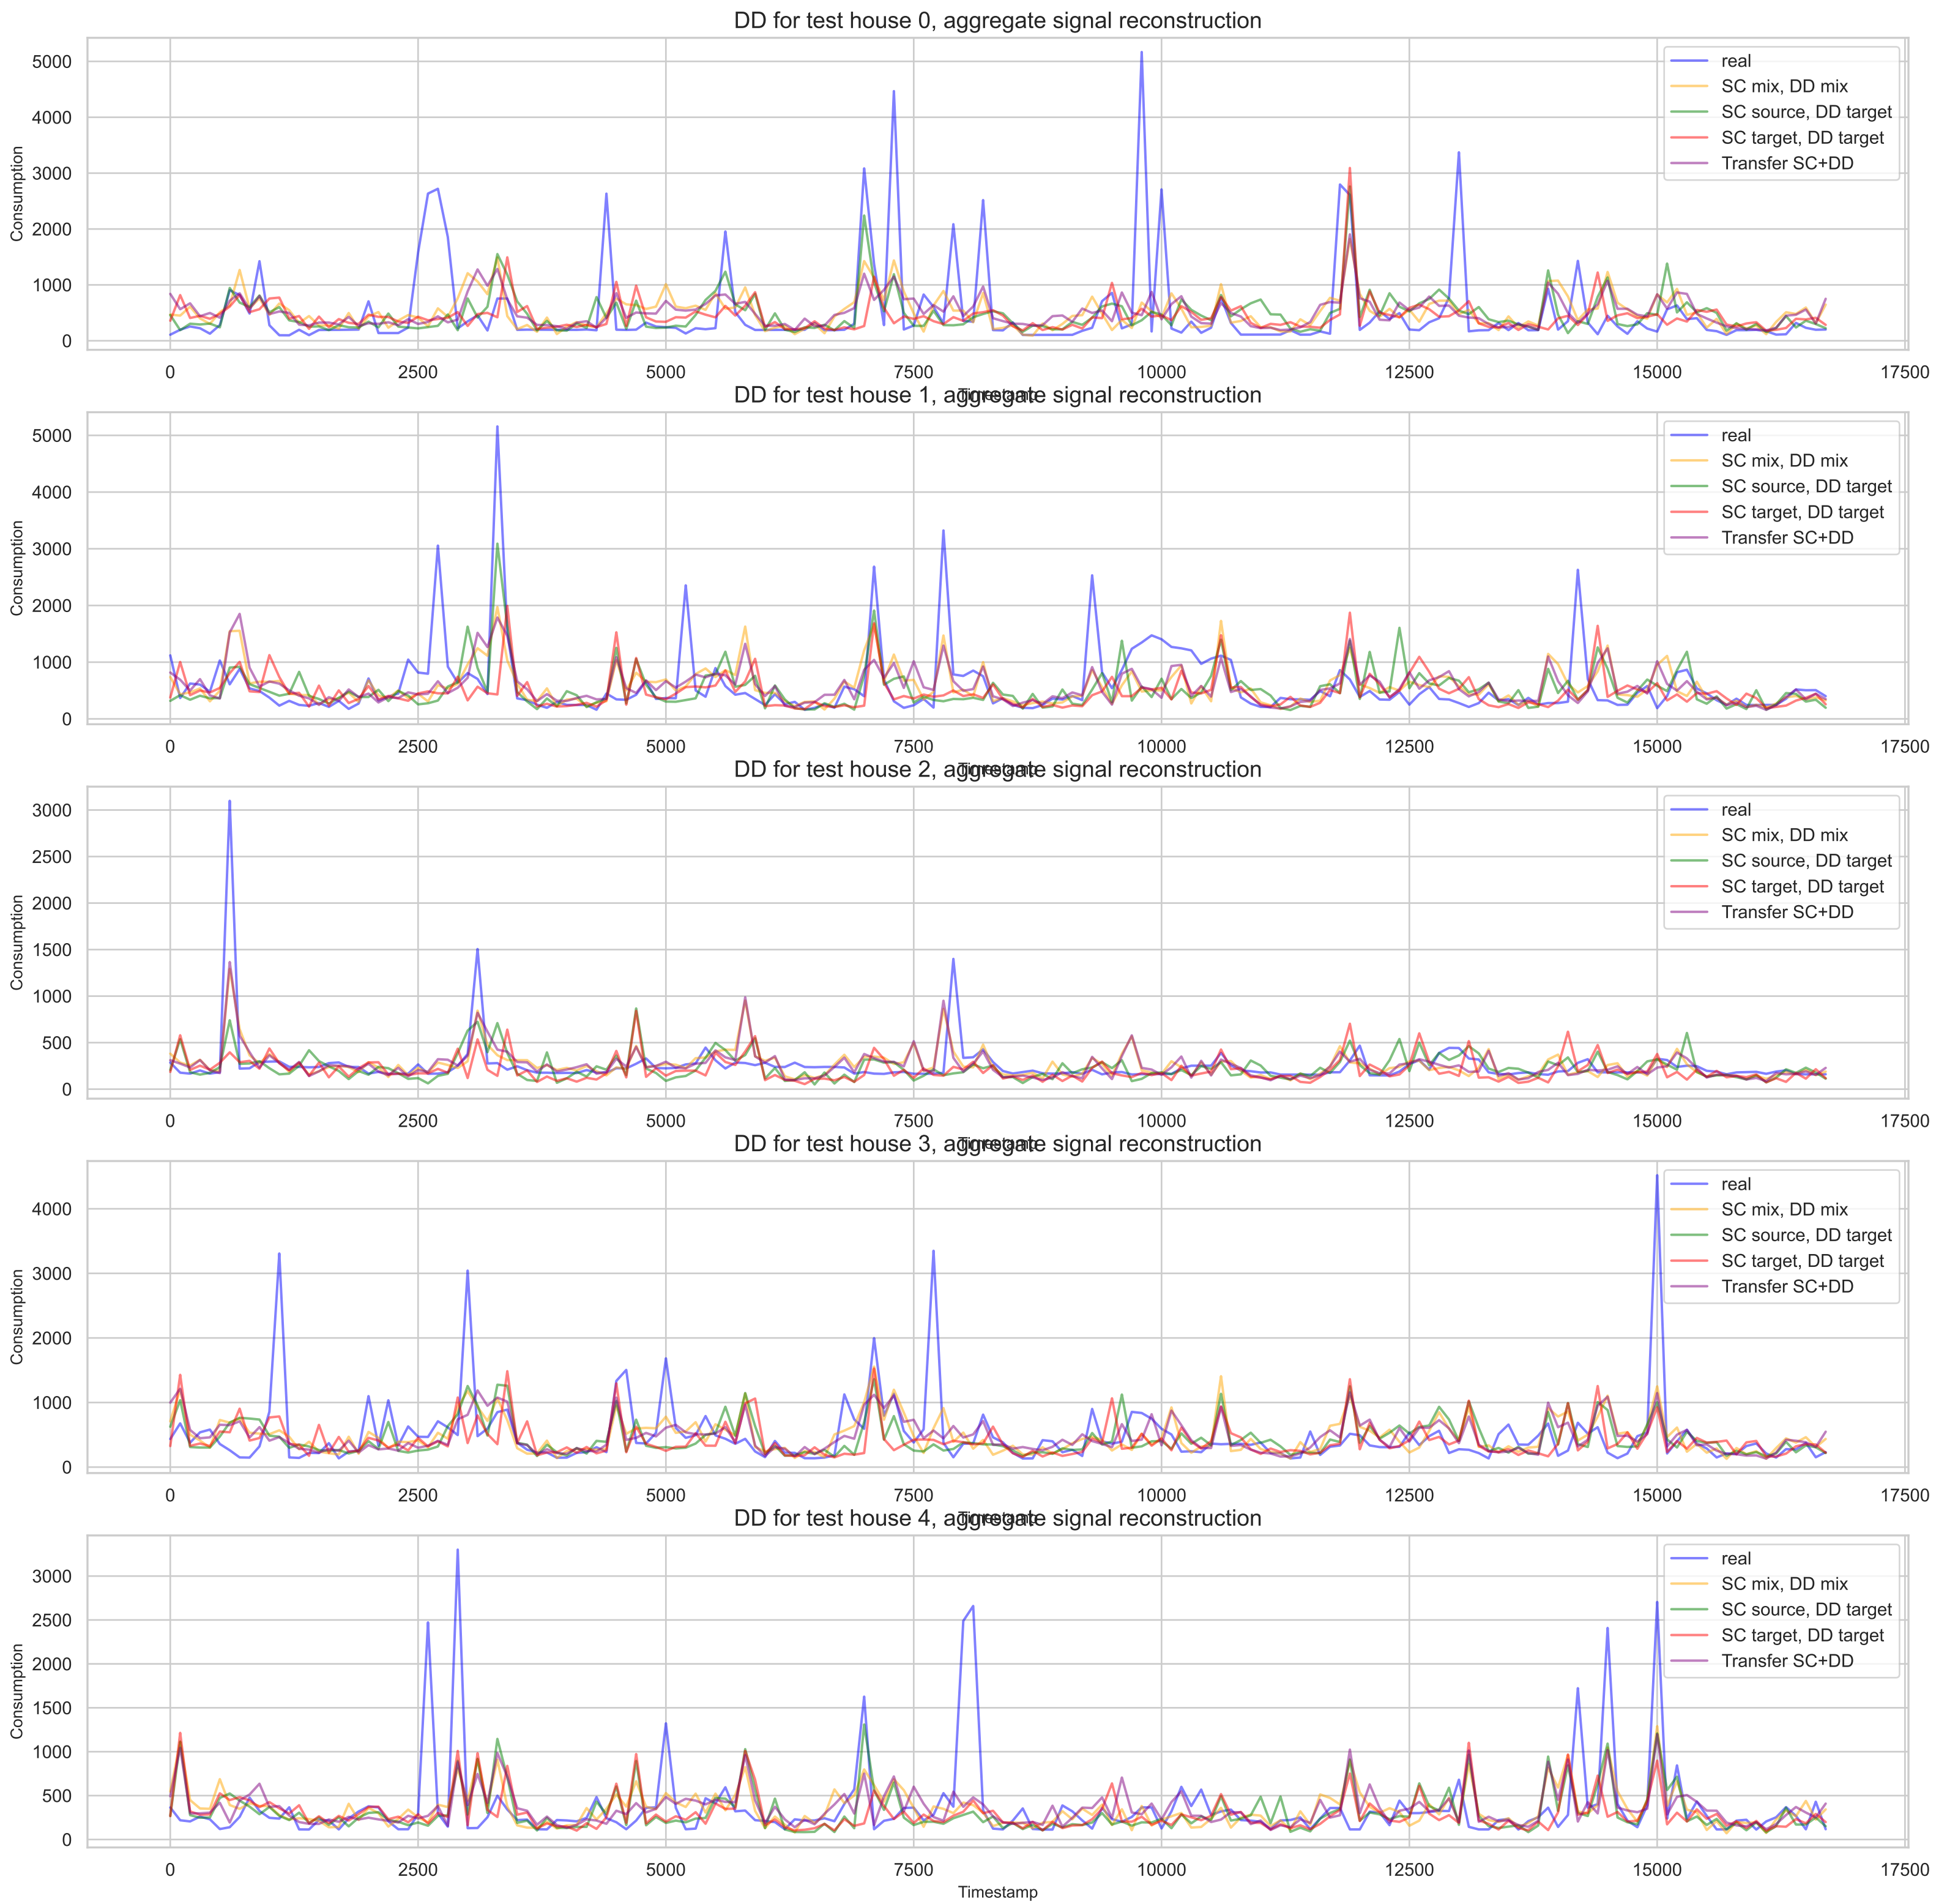 DD for test house 0, aggregate signal reconstruction
5000
4000
3000
2000
1000
0
Consumption
real
SC mix, DD mix
SC source, DD target
SC target, DD target
Transfer SC+DD
0 2500 5000 7500 10000 12500 15000 17500
Timestamp
DD for test house 1, aggregate signal reconstruction
5000
4000
3000
2000
1000
0
Consumption
real
SC mix, DD mix
SC source, DD target
SC target, DD target
Transfer SC+DD
0 2500 5000 7500 10000 12500 15000 17500
Timestamp
DD for test house 2, aggregate signal reconstruction
3000
2500
2000
1500
1000
500
0
Consumption
real
SC mix, DD mix
SC source, DD target
SC target, DD target
Transfer SC+DD
0 2500 5000 7500 10000 12500 15000 17500
Timestamp
DD for test house 3, aggregate signal reconstruction
4000
3000
2000
1000
0
Consumption
real
SC mix, DD mix
SC source, DD target
SC target, DD target
Transfer SC+DD
0 2500 5000 7500 10000 12500 15000 17500
Timestamp
DD for test house 4, aggregate signal reconstruction
3000
2500
2000
1500
1000
500
0
Consumption
real
SC mix, DD mix
SC source, DD target
SC target, DD target
Transfer SC+DD
0 2500 5000 7500 10000 12500 15000 17500
Timestamp